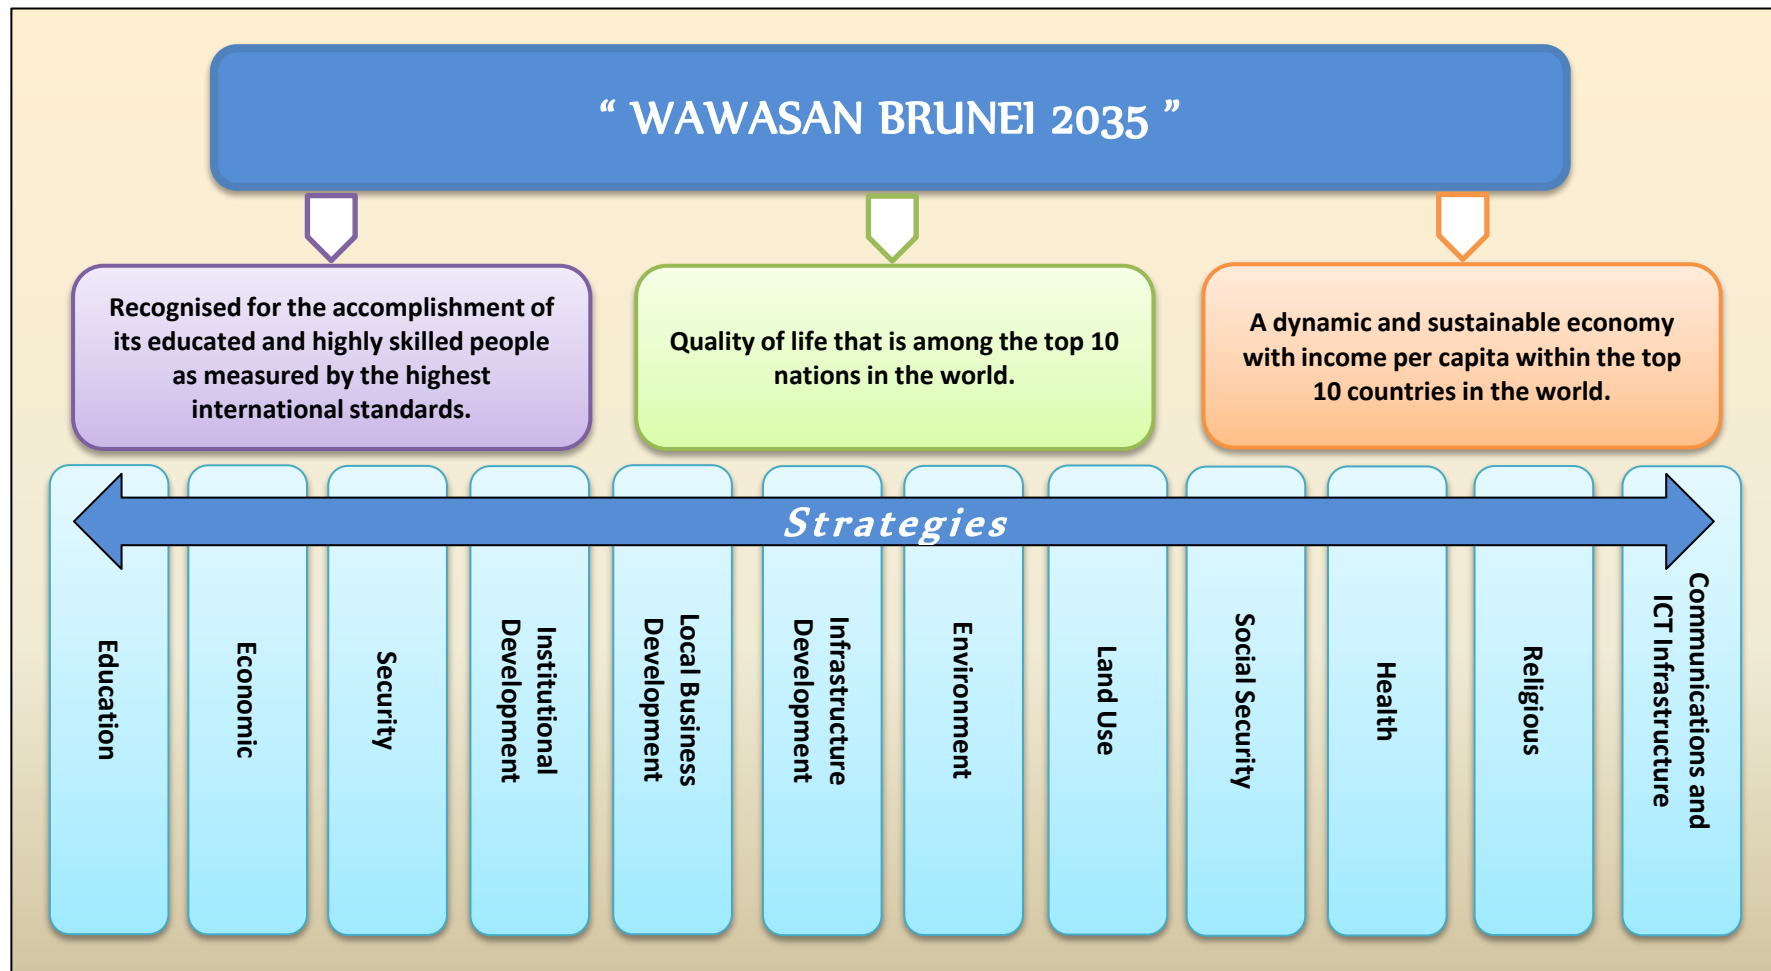 “ WAWASAN BRUNEI 2035 ”
Recognised for the accomplishment of
its educated and highly skilled people
as measured by the highest
international standards.
Quality of life that is among the top 10
nations in the world.
A dynamic and sustainable economy
with income per capita within the top
10 countries in the world.
Strategies
Education
Economic
Security
Institutional
Development
Local Business
Development
Infrastructure
Development
Environment
Land Use
Social Security
Health
Religious
Communications and
ICT Infrastructure